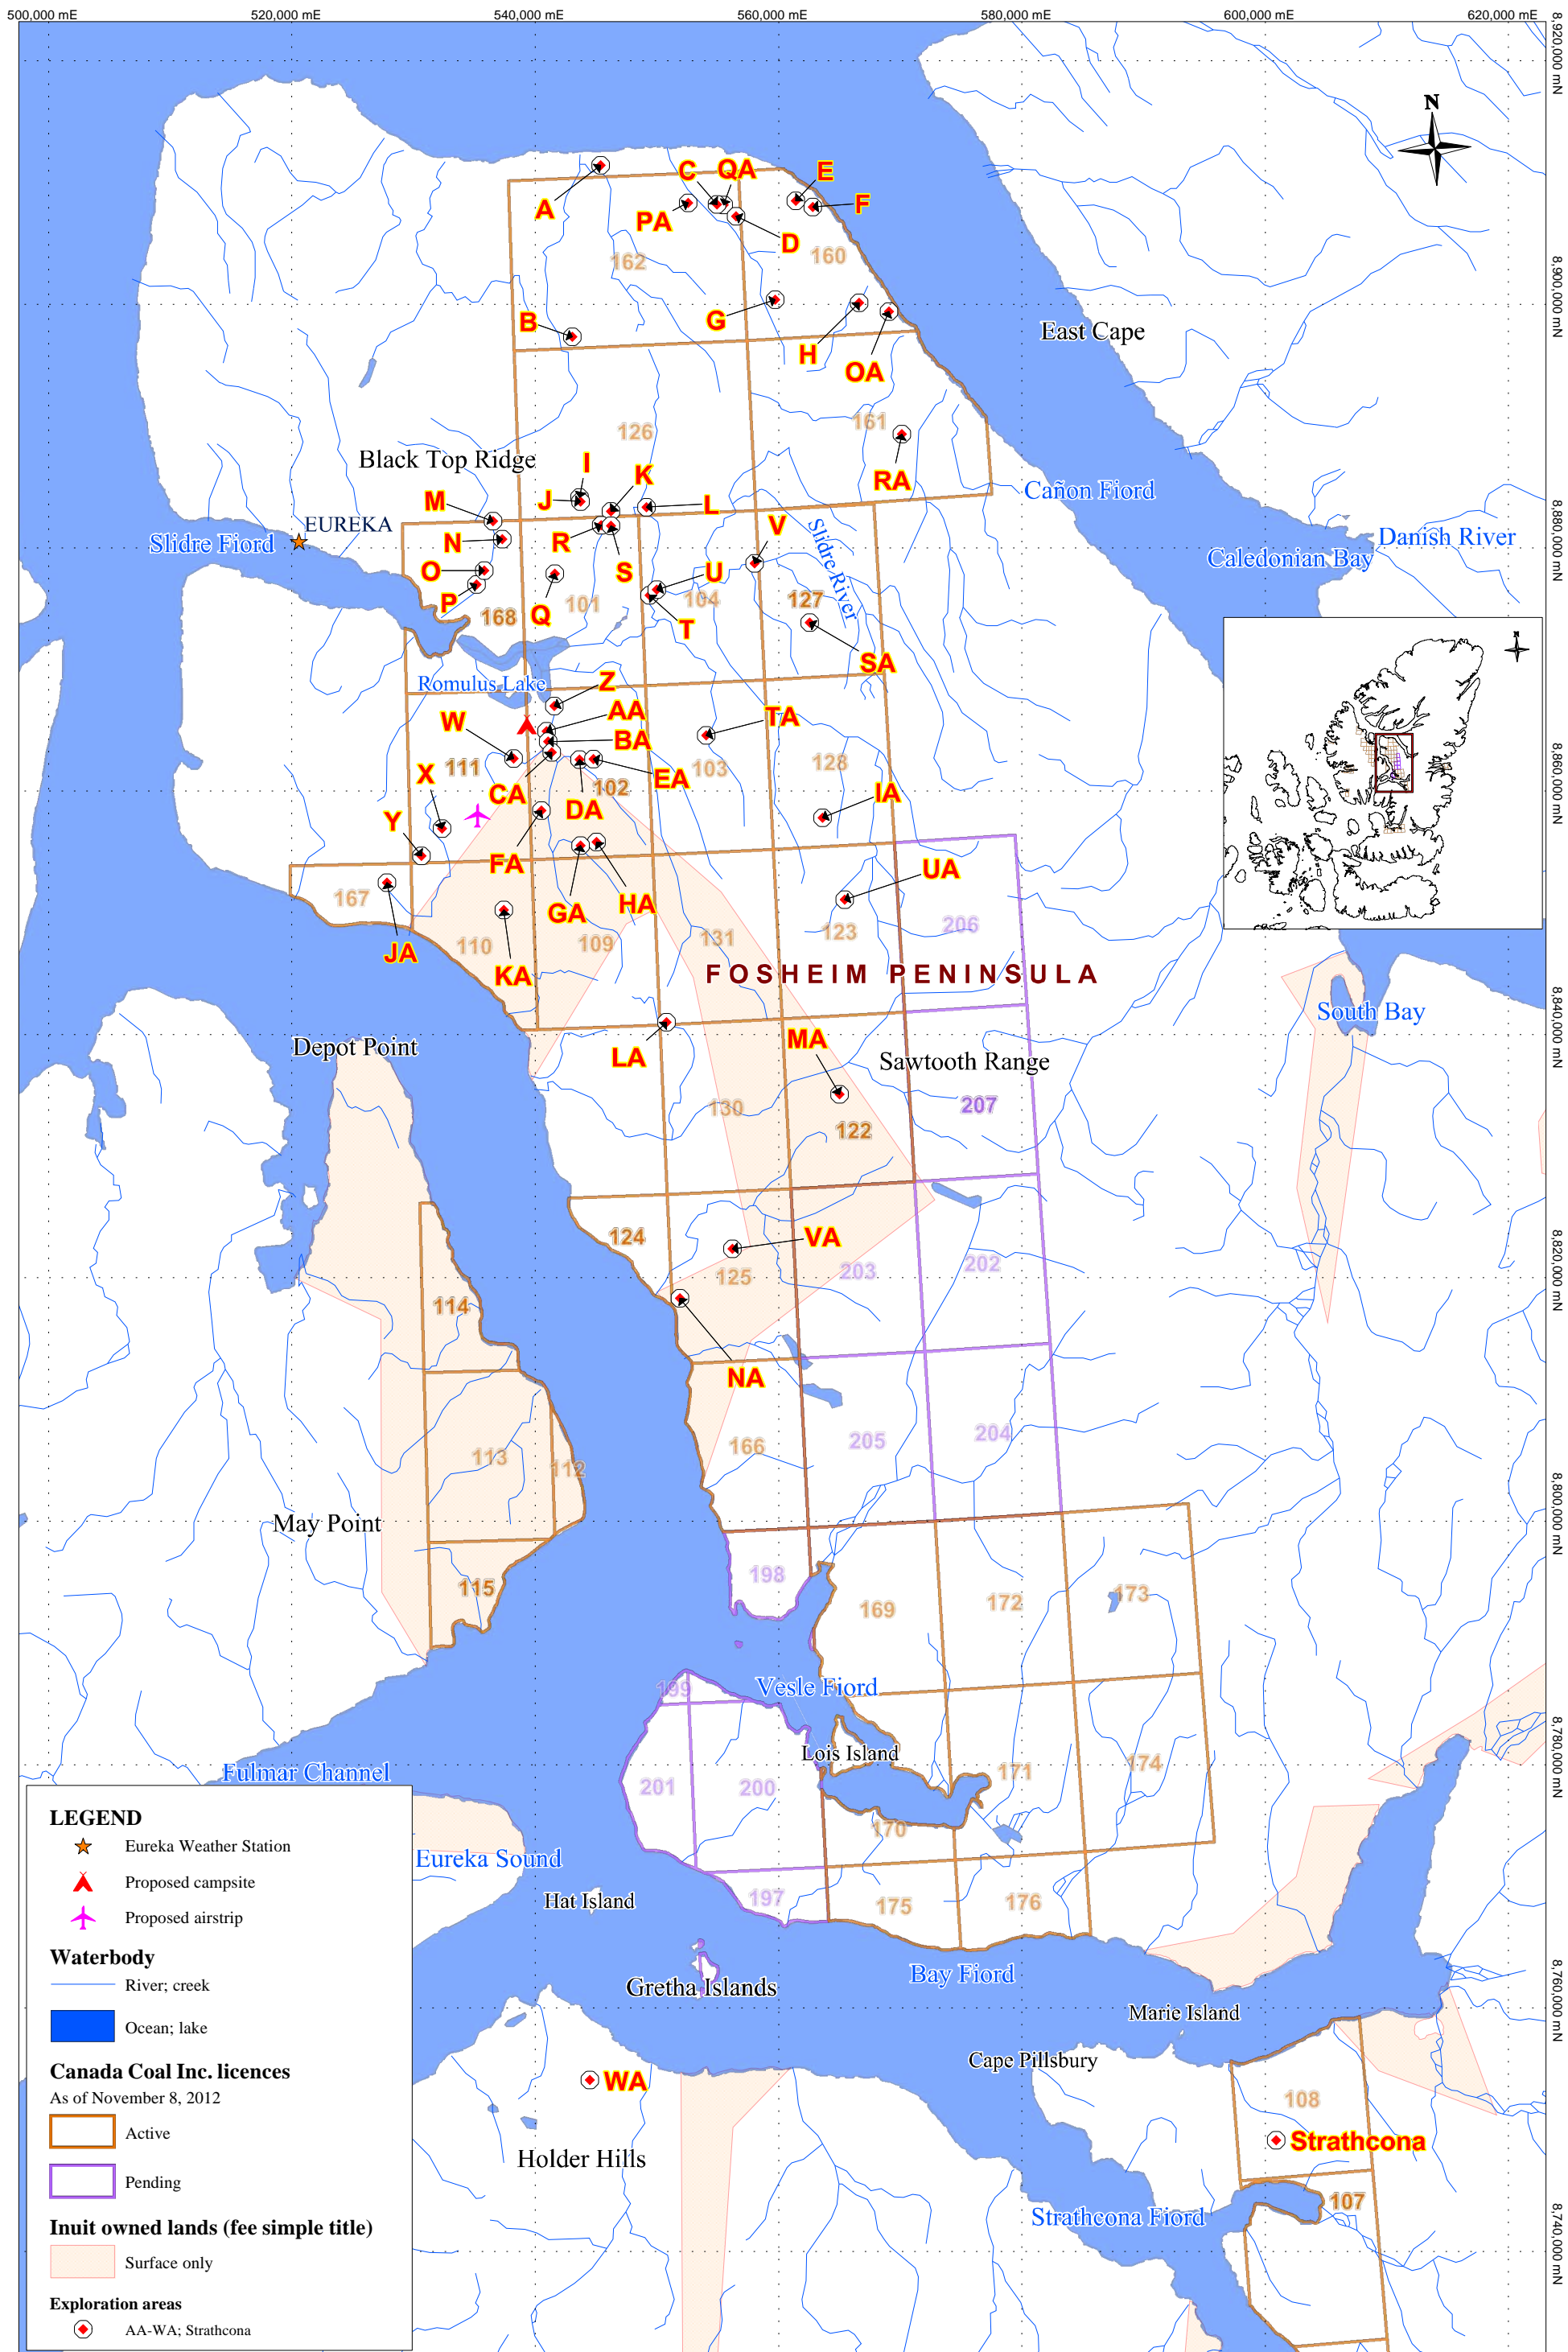 500,000 mE 520,000 mE 540,000 mE 560,000 mE 580,000 mE 600,000 mE 620,000 mE
8,920,000 mN
N
A
C QA E
PA F
D
162 160
8,900,000 mN
B G
East Cape
H
OA
126 161
Black Top Ridge
I K RA
J L
Cañon Fiord
M V
EUREKA
Slidre Fiord N R
8,880,000 mN
Danish River
Caledonian Bay
Slidre River
O S U
P Q 101 104 127
168 T
SA
N
Romulus Lake Z
W AA TA
BA
X 111 EA 103 128
CA 102 IA
DA
8,860,000 mN
Y
FA
UA
167 GA HA
JA 110 109 131 123 206
KA
FOSHEIM PENINSULA
South Bay
8,840,000 mN
Depot Point
LA MA
Sawtooth Range
130 207
122
124 VA
203 202
125
8,820,000 mN
114
NA
205 204
166
113
112
May Point
8,800,000 mN
198
115 169 172 173
199
Vesle Fiord
Lois Island
8,780,000 mN
Fulmar Channel
201 200 171 174
170
Eureka Sound
Hat Island
197 175 176
Gretha Islands
Bay Fiord
8,760,000 mN
Marie Island
Cape Pillsbury
WA
108
Strathcona
Holder Hills
107
Strathcona Fiord
8,740,000 mN
LEGEND
Eureka Weather Station
Proposed campsite
Proposed airstrip
Waterbody
River; creek
Ocean; lake
Canada Coal Inc. licences
As of November 8, 2012
Active
Pending
Inuit owned lands (fee simple title)
Surface only
Exploration areas
AA-WA; Strathcona